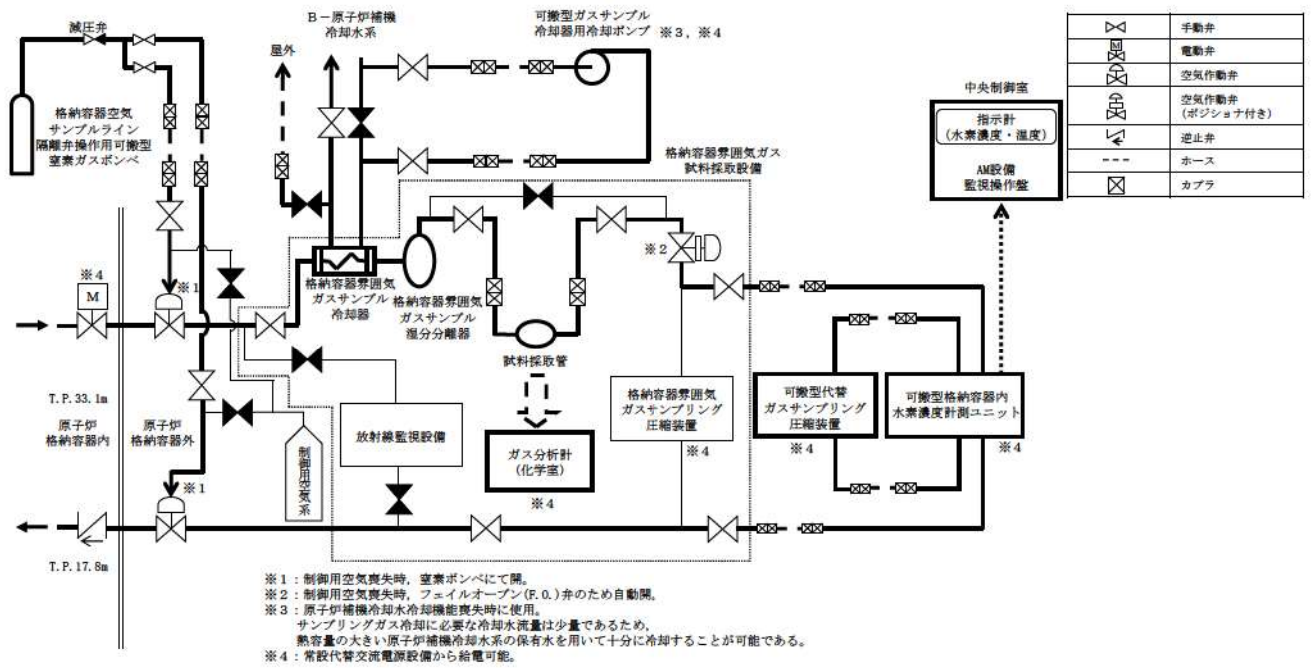 減圧弁
格納容器空気
サンプルライン
隔離弁操作用可搬型
窒素ガスボンベ
B-原子炉補機
冷却水系
屋外
可搬型ガスサンプル
冷却器用冷却ポンプ ※3,※4
格納容器雰囲気ガス
試料採取設備
中央制御室
指示計
(水素濃度・温度)
AM設備
監視操作盤
手動弁
M
電動弁
空気作動弁
空気作動弁
(ポジショナ付き)
逆止弁
ホース
カプラ
※4
M
※1
格納容器雰囲気
ガスサンプル
冷却器
格納容器雰囲気
ガスサンプル
湿分分離器
※2
試料採取管
T.P.33.1m
原子炉
格納容器内
原子炉
格納容器外
放射線監視設備
制御用空気系
ガス分析計
(化学室)
※4
格納容器雰囲気
ガスサンプリング
圧縮装置
※4
可搬型代替
ガスサンプリング
圧縮装置
※4
可搬型格納容器内
水素濃度計測ユニット
※4
※1
T.P.17.8m
※1:制御用空気喪失時,窒素ボンベにて開。
※2:制御用空気喪失時,フェイルオープン(F.O.)弁のため自動開。
※3:原子炉補機冷却水冷却機能喪失時に使用。
サンプリングガス冷却に必要な冷却水流量は少量であるため,
熱容量の大きい原子炉補機冷却水系の保有水を用いて十分に冷却することが可能である。
※4:常設代替交流電源設備から給電可能。